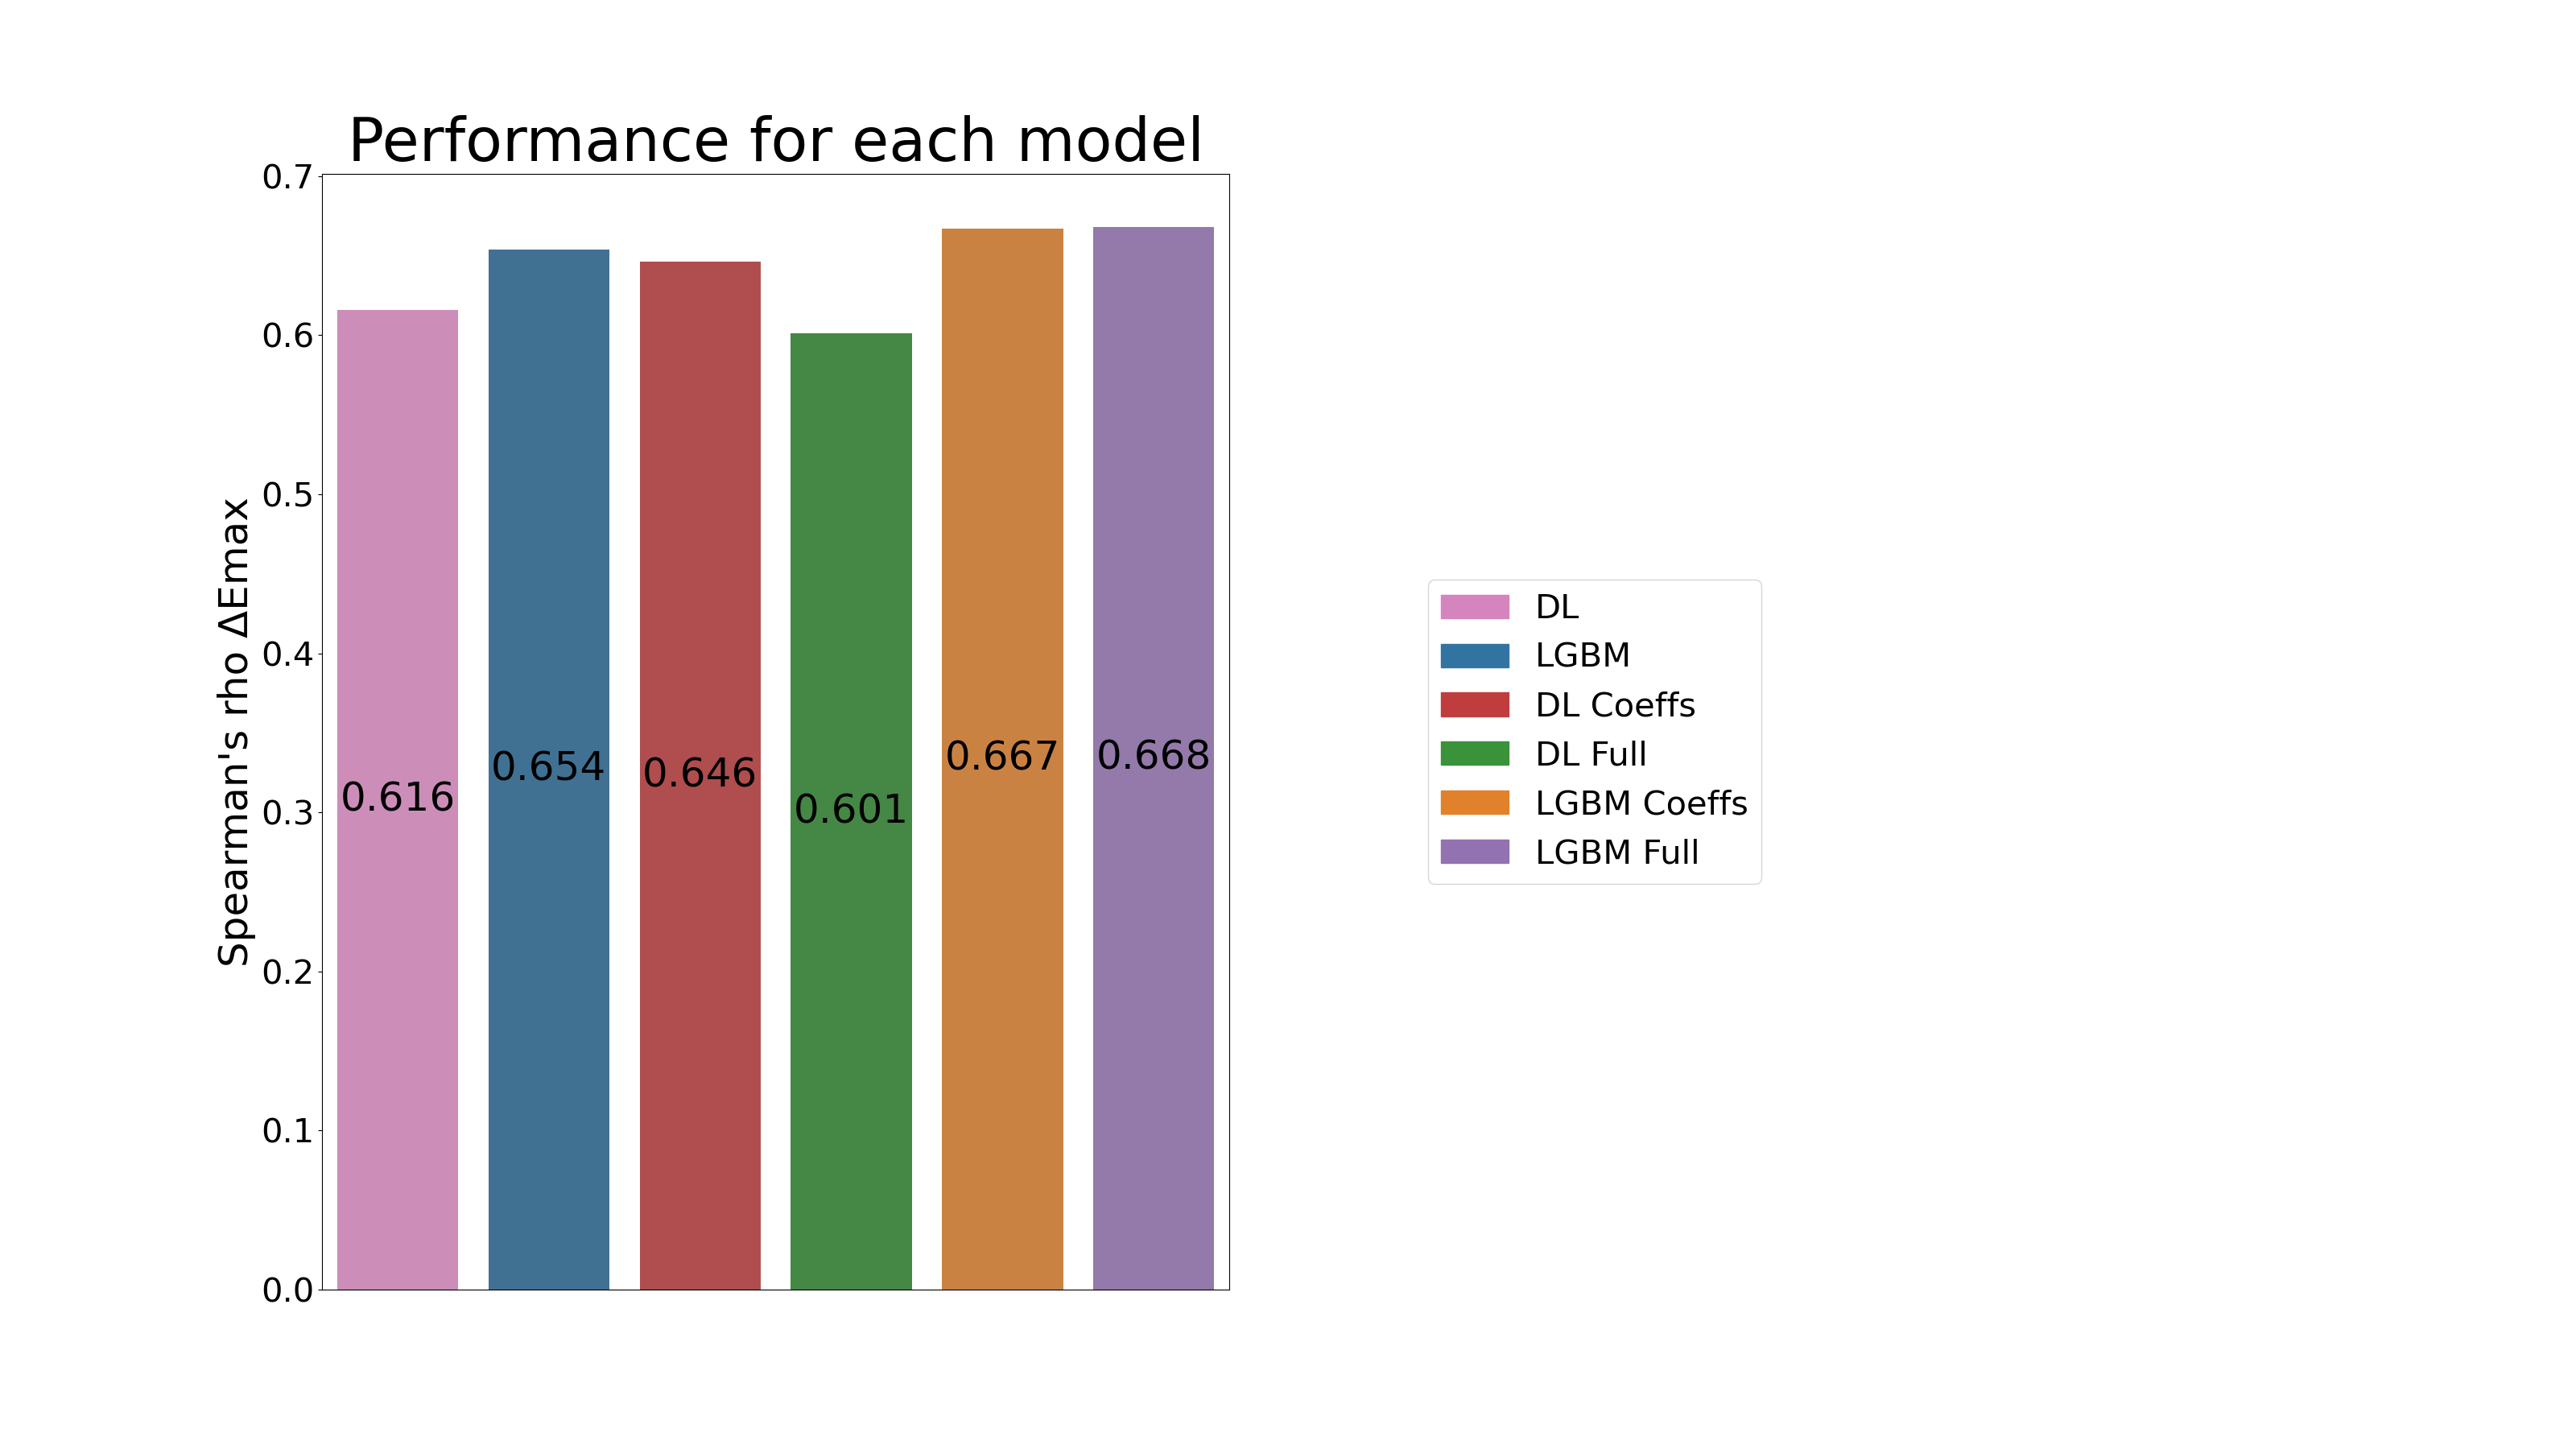 Performance for each model
Spearman's rho ΔEmax
0.7
0.6
0.5
0.4
0.3
0.2
0.1
0.0
0.616
0.654
0.646
0.601
0.667
0.668
DL
LGBM
DL Coeffs
DL Full
LGBM Coeffs
LGBM Full